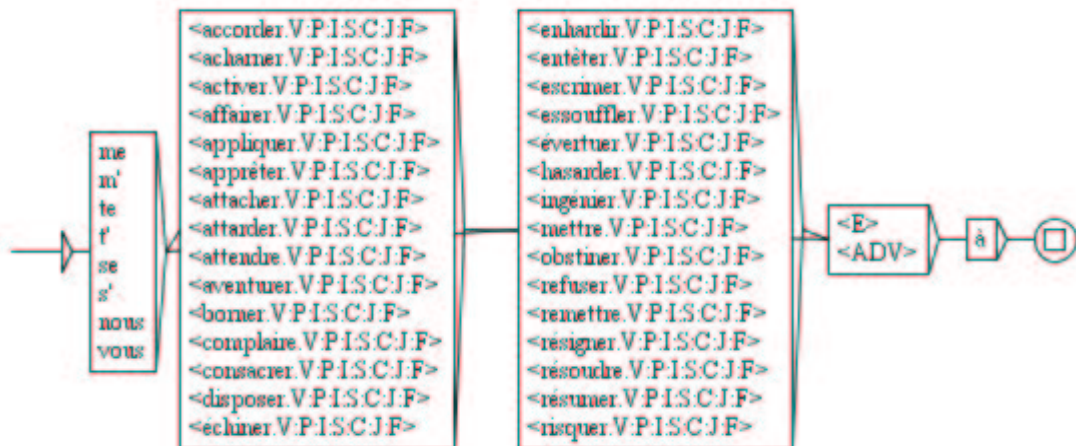 me
m'
te
t'
se
s'
nous
vous
<accorder.V:P:I:S:C:J:F>
<acharner.V:P:I:S:C:J:F>
<activer.V:P:I:S:C:J:F>
<affairer.V:P:I:S:C:J:F>
<appliquer.V:P:I:S:C:J:F>
<apprêter.V:P:I:S:C:J:F>
<attacher.V:P:I:S:C:J:F>
<attarder.V:P:I:S:C:J:F>
<attendre.V:P:I:S:C:J:F>
<aventurer.V:P:I:S:C:J:F>
<borner.V:P:I:S:C:J:F>
<complaire.V:P:I:S:C:J:F>
<consacrer.V:P:I:S:C:J:F>
<disposer.V:P:I:S:C:J:F>
<échiner.V:P:I:S:C:J:F>
<enhardir.V:P:I:S:C:J:F>
<entêter.V:P:I:S:C:J:F>
<escrimer.V:P:I:S:C:J:F>
<essouffler.V:P:I:S:C:J:F>
<évertuer.V:P:I:S:C:J:F>
<hasarder.V:P:I:S:C:J:F>
<ingénier.V:P:I:S:C:J:F>
<mettre.V:P:I:S:C:J:F>
<obstiner.V:P:I:S:C:J:F>
<refuser.V:P:I:S:C:J:F>
<remettre.V:P:I:S:C:J:F>
<résigner.V:P:I:S:C:J:F>
<résoudre.V:P:I:S:C:J:F>
<résumer.V:P:I:S:C:J:F>
<risquer.V:P:I:S:C:J:F>
<E>
<ADV>
à